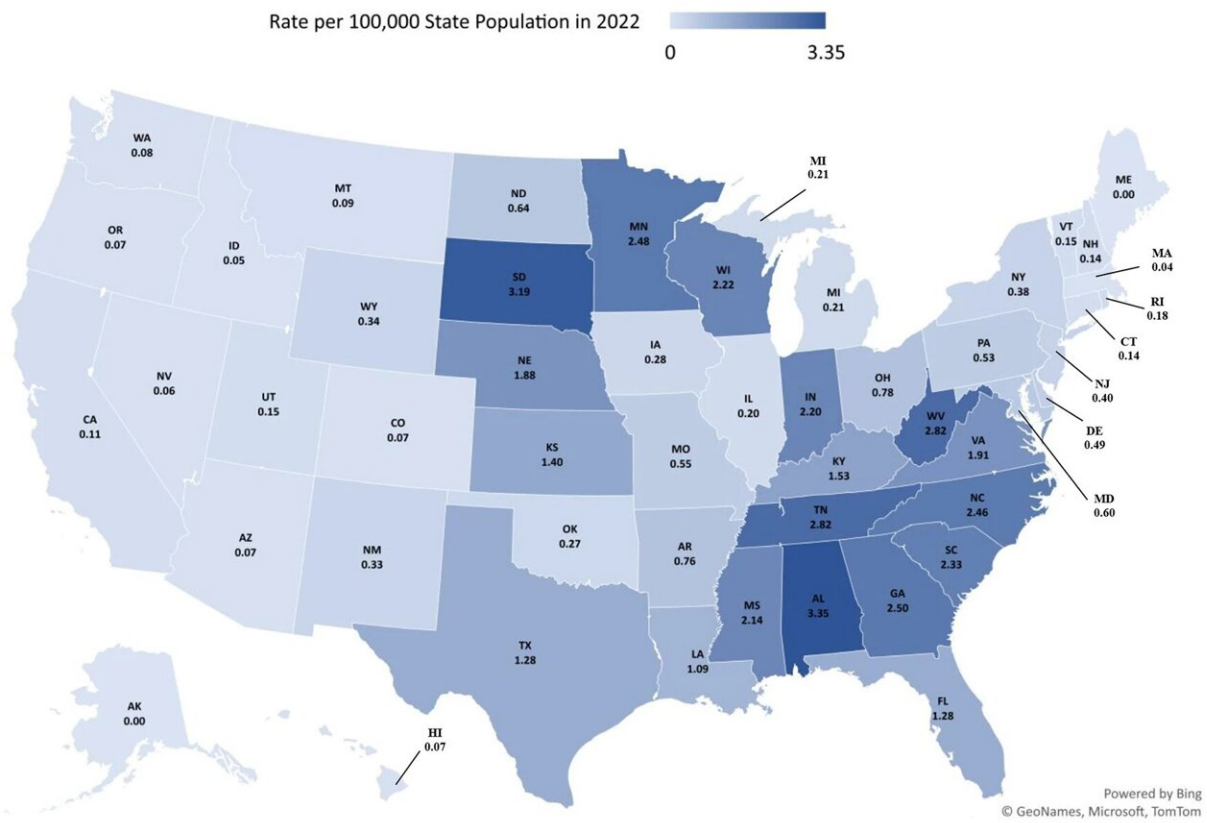 Rate per 100,000 State Population in 2022
0
3.35
WA
0.08
MT
0.09
ND
0.64
MN
2.48
MI
0.21
ME
0.00
OR
0.07
ID
0.05
SD
3.19
WI
2.22
VT
0.15
NH
0.14
MA
0.04
WY
0.34
MI
0.21
NY
0.38
RI
0.18
IA
0.28
PA
0.53
CT
0.14
NE
1.88
NV
0.06
UT
0.15
CO
0.07
IL
0.20
IN
2.20
OH
0.78
NJ
0.40
CA
0.11
KS
1.40
MO
0.55
WV
2.82
VA
1.91
DE
0.49
KY
1.53
MD
0.60
AZ
0.07
NM
0.33
OK
0.27
AR
0.76
TN
2.82
NC
2.46
SC
2.33
MS
2.14
AL
3.35
GA
2.50
TX
1.28
LA
1.09
AK
0.00
FL
1.28
HI
0.07
Powered by Bing
© GeoNames, Microsoft, TomTom